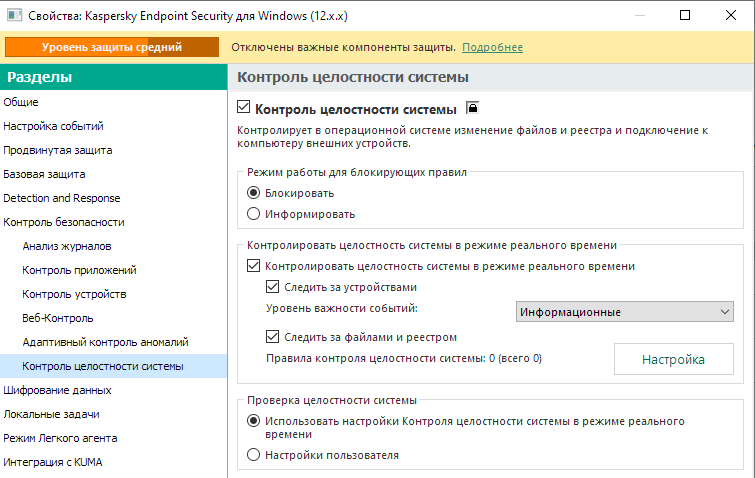 Свойства: Kaspersky Endpoint Security для Windows (12.x.x)
Уровень защиты средний
Отключены важные компоненты защиты. Подробнее
Разделы
Общие
Настройка событий
Продвинутая защита
Базовая защита
Detection and Response
Контроль безопасности
Анализ журналов
Контроль приложений
Контроль устройств
Веб-Контроль
Адаптивный контроль аномалий
Контроль целостности системы
Шифрование данных
Локальные задачи
Режим Легкого агента
Интеграция с KUMA
Контроль целостности системы
Контроль целостности системы
Контролирует в операционной системе изменение файлов и реестра и подключение к
компьютеру внешних устройств.
Режим работы для блокирующих правил
Блокировать
Информировать
Контролировать целостность системы в режиме реального времени
Контролировать целостность системы в режиме реального времени
Следить за устройствами
Уровень важности событий: Информационные
Следить за файлами и реестром
Правила контроля целостности системы: 0 (всего 0) Настройка
Проверка целостности системы
Использовать настройки Контроля целостности системы в режиме реального
времени
Настройки пользователя